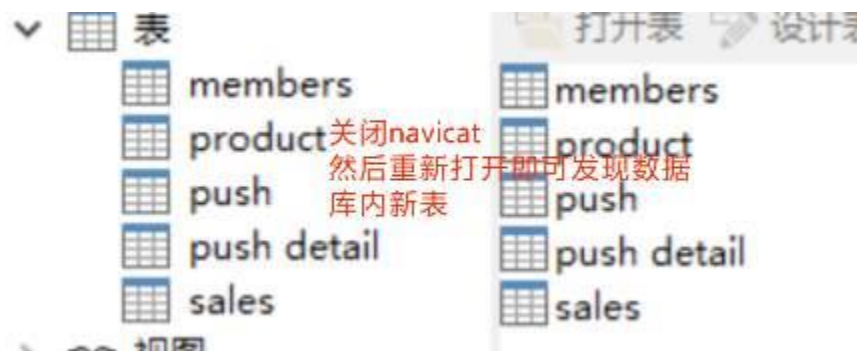 表
members
product
push
push detail
sales
关闭navicat
然后重新打开即可发现数据
库内新表
打开表 设计表
members
product
push
push detail
sales
视图